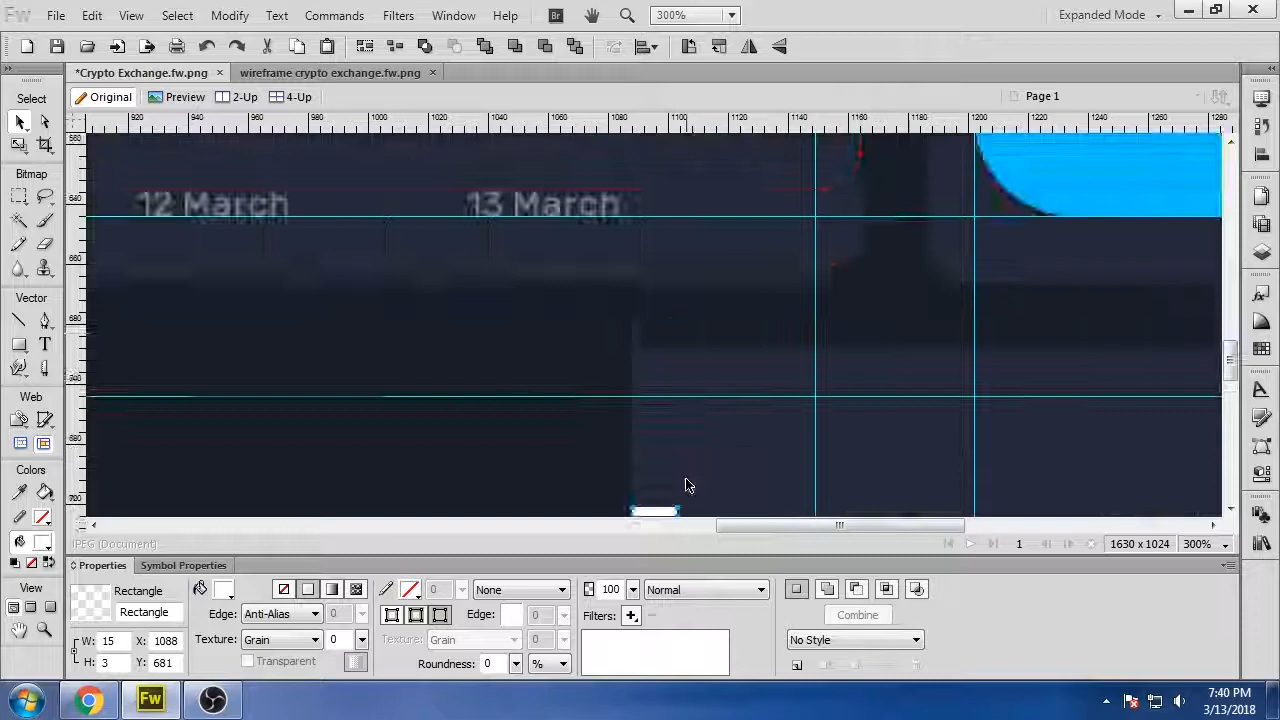 Fw File Edit View Select Modify Text Commands Filters Window Help Br 300% Expanded Mode
*Crypto Exchange.fw.png wireframe crypto exchange.fw.png
Original Preview 2-Up 4-Up Page 1
Select
920 940 960 980 1000 1020 1040 1060 1080 1100 1120 1140 1160 1180 1200 1220 1240 1260 1280
Bitmap
12 March 13 March
Vector
T
Web
Colors
JPEG (Document) 1 1630 x 1024 300%
Properties Symbol Properties
View
Rectangle
Rectangle
W: 15 X: 1088
H: 3 Y: 681
Edge: Anti-Alias 0
Texture: Grain 0
Transparent
0 None
Edge: 0
Texture: Grain 0
Roundness: 0 %
100 Normal
Filters:
Combine
No Style
Fw
7:40 PM
3/13/2018